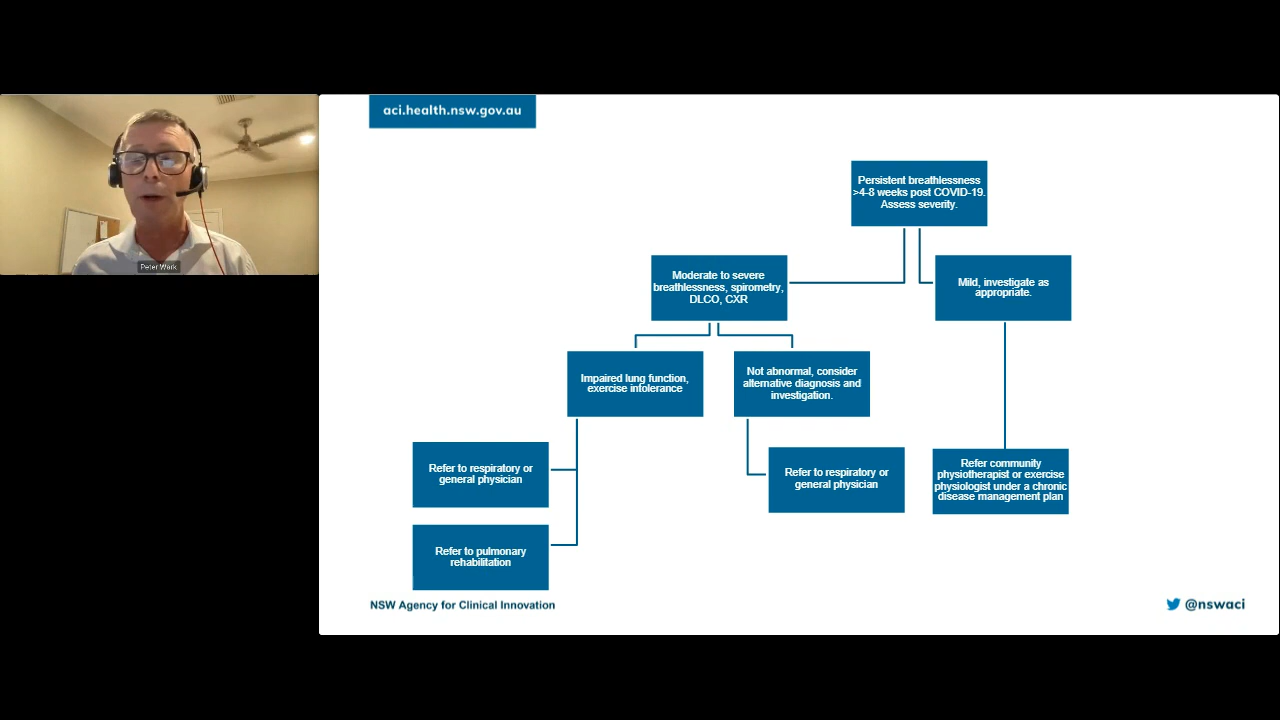 aci.health.nsw.gov.au
Persistent breathlessness
>4-8 weeks post COVID-19.
Assess severity.
Moderate to severe
breathlessness, spirometry,
DLCO, CXR
Mild, investigate as
appropriate.
Impaired lung function,
exercise intolerance
Not abnormal, consider
alternative diagnosis and
investigation.
Refer to respiratory or
general physician
Refer to respiratory or
general physician
Refer community
physiotherapist or exercise
physiologist under a chronic
disease management plan
Refer to pulmonary
rehabilitation
NSW Agency for Clinical Innovation
@nswaci
Peter Wark